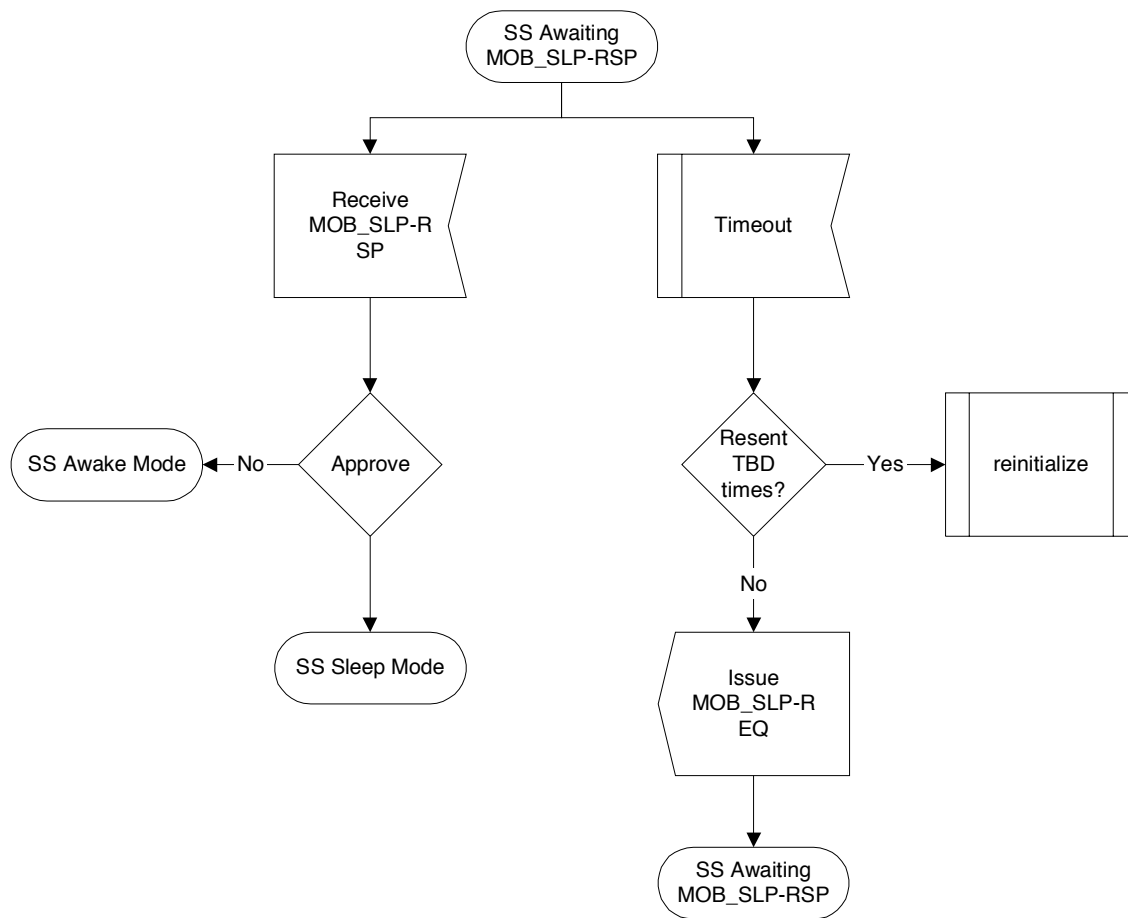 SS Awaiting
MOB_SLP-RSP
Receive
MOB_SLP-R
SP
Timeout
SS Awake Mode
No
Approve
Resent
TBD
times?
Yes
reinitialize
No
SS Sleep Mode
Issue
MOB_SLP-R
EQ
SS Awaiting
MOB_SLP-RSP